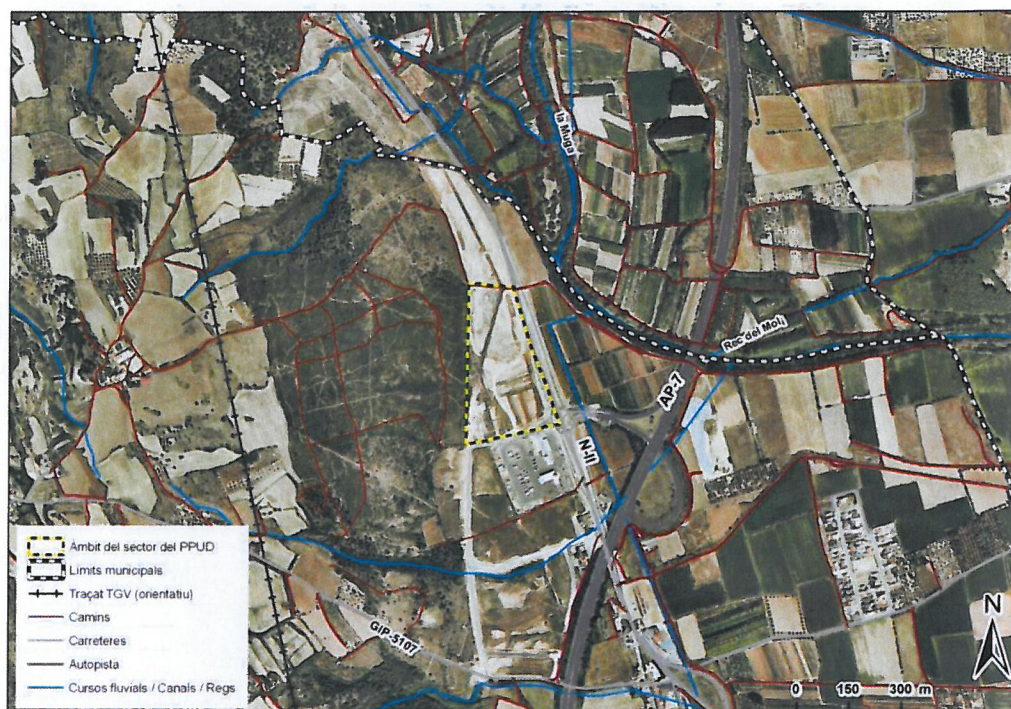 la Muga
Rec del Molí
AP-7
N-II
GIP-5107
Àmbit del sector del PPUD
Límits municipals
Traçat TGV (orientatiu)
Camins
Carreteres
Autopista
Cursos fluvials / Canals / Regs
N
0 150 300 m